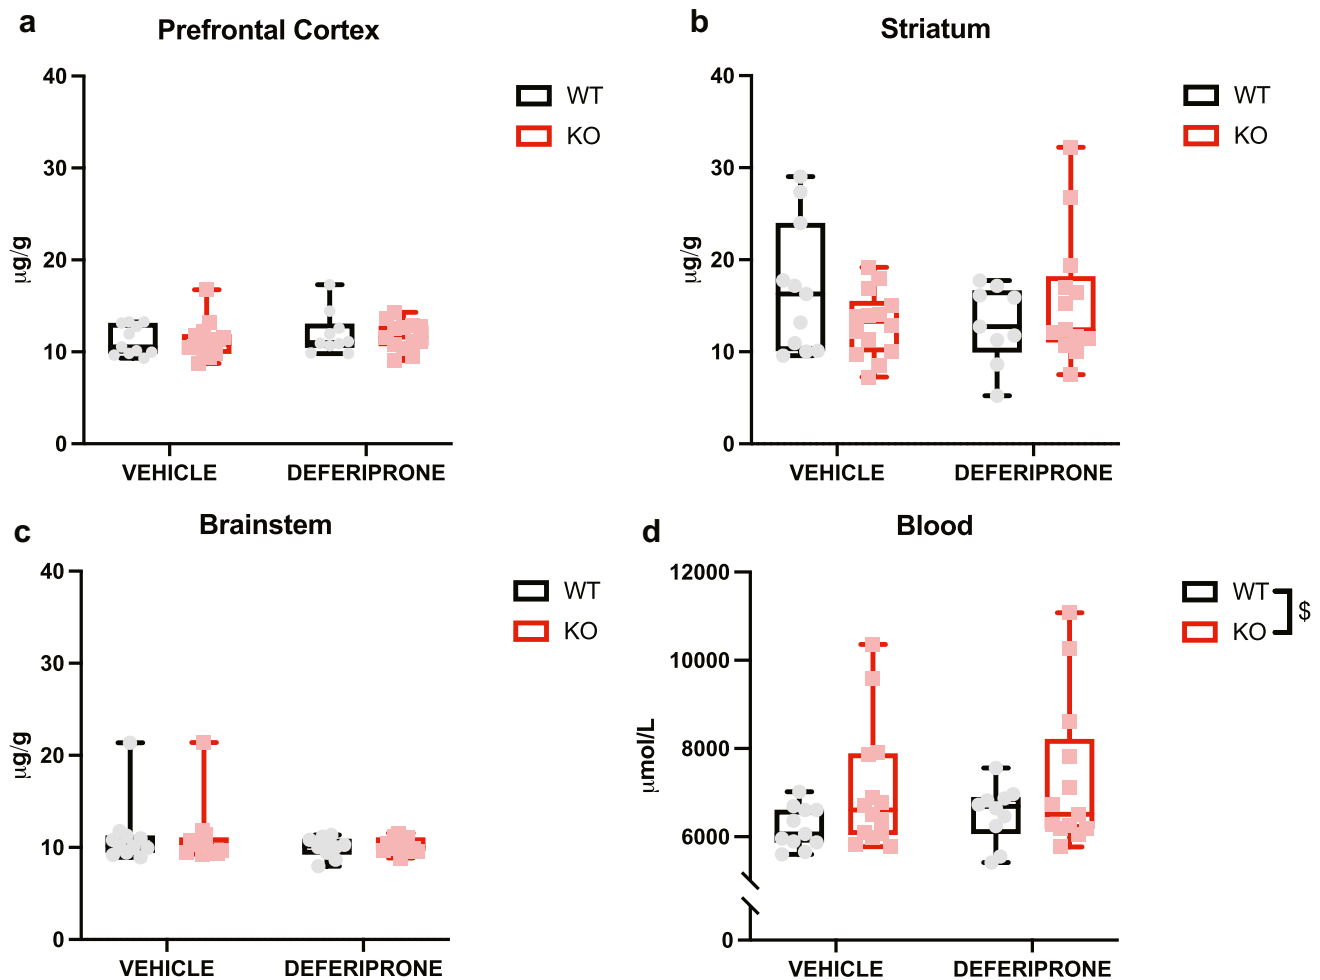 a
Prefrontal Cortex
40
30
20
10
0
µg/g
WT
KO
VEHICLE
DEFERIPRONE
b
Striatum
40
30
20
10
0
µg/g
WT
KO
VEHICLE
DEFERIPRONE
c
Brainstem
40
30
20
10
0
µg/g
WT
KO
VEHICLE
DEFERIPRONE
d
Blood
12000
10000
8000
6000
0
µmol/L
WT
KO
$
VEHICLE
DEFERIPRONE